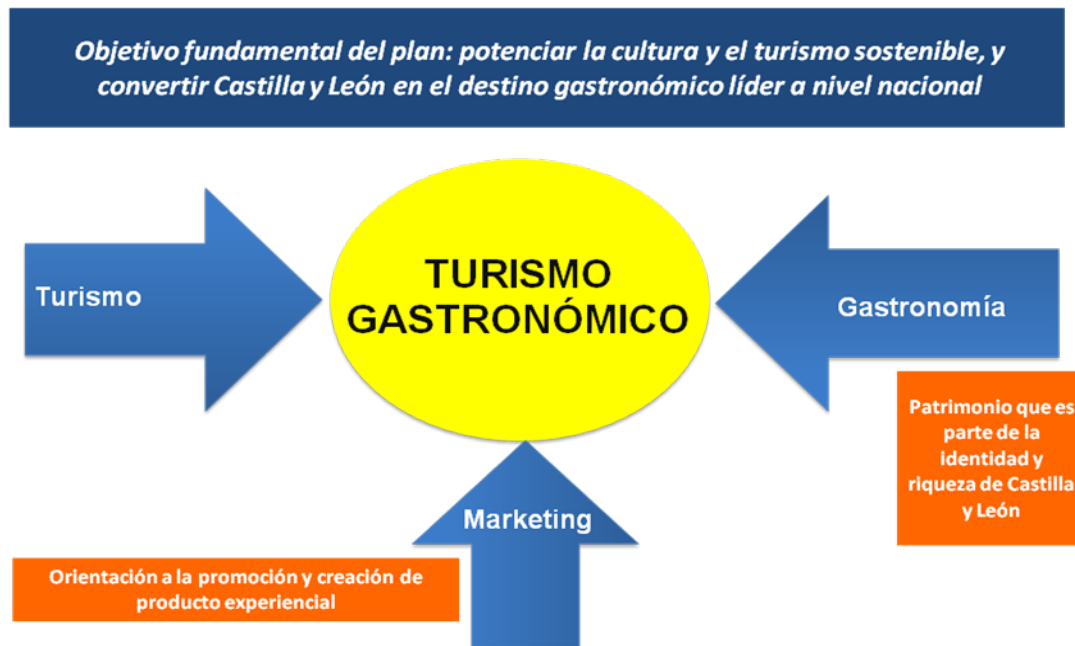 Objetivo fundamental del plan: potenciar la cultura y el turismo sostenible, y
convertir Castilla y León en el destino gastronómico líder a nivel nacional
TURISMO
GASTRONÓMICO
Turismo
Gastronomía
Patrimonio que es
parte de la
identidad y
riqueza de Castilla
y León
Marketing
Orientación a la promoción y creación de
producto experiencial